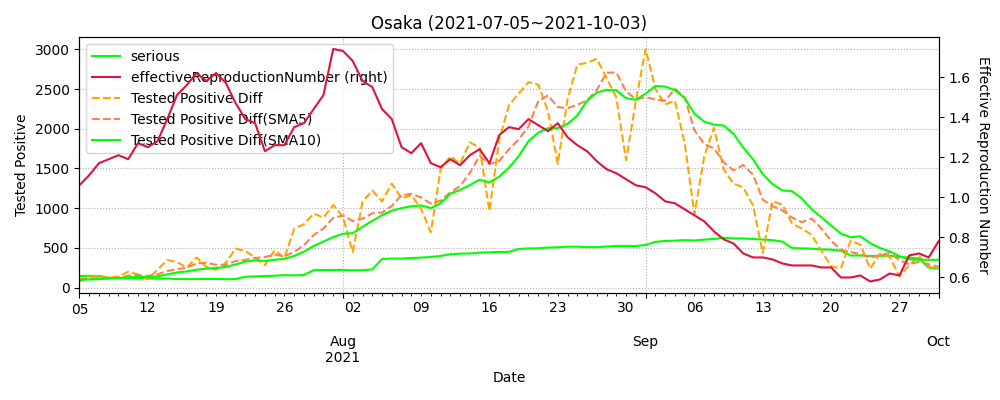 Osaka (2021-07-05~2021-10-03)
serious
effectiveReproductionNumber (right)
Tested Positive Diff
Tested Positive Diff(SMA5)
Tested Positive Diff(SMA10)
Tested Positive
3000
2500
2000
1500
1000
500
0
1.6
1.4
1.2
1.0
0.8
0.6
Effective Reproduction Number
05 12 19 26 02 09 16 23 30 06 13 20 27
Aug Sep Oct
2021
Date